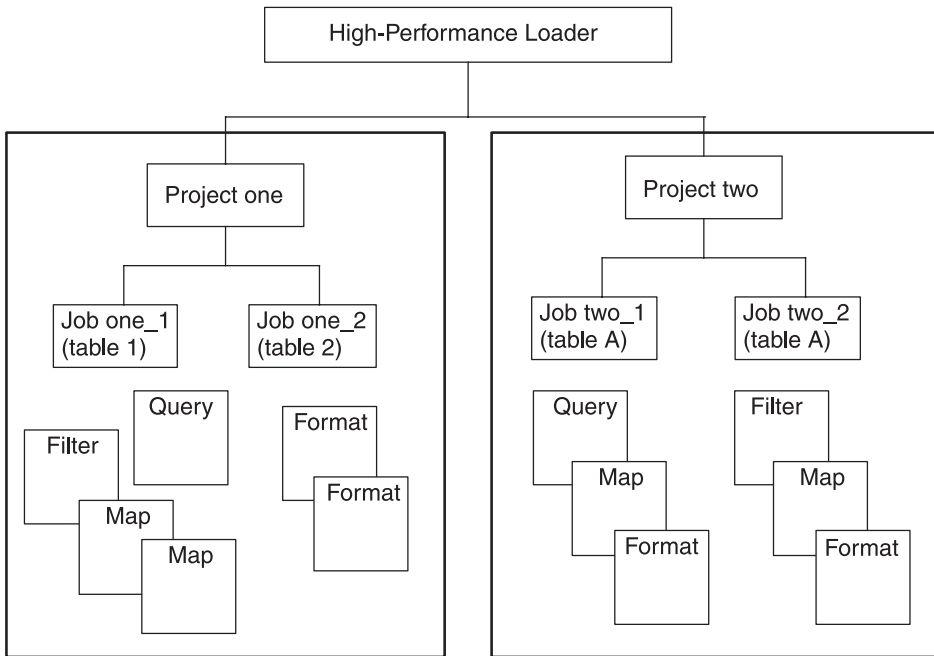 High-Performance Loader
Project one
Job one_1
(table 1)
Job one_2
(table 2)
Query
Format
Filter
Format
Map
Map
Project two
Job two_1
(table A)
Job two_2
(table A)
Query
Filter
Map
Map
Format
Format